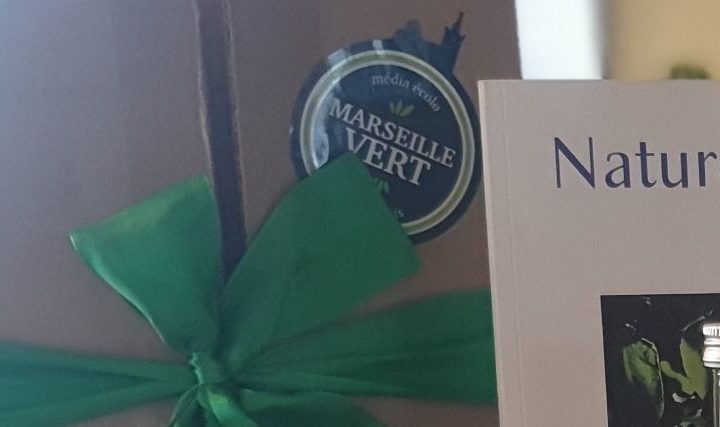 média écolo
MARSEILLE
VERT
Natur